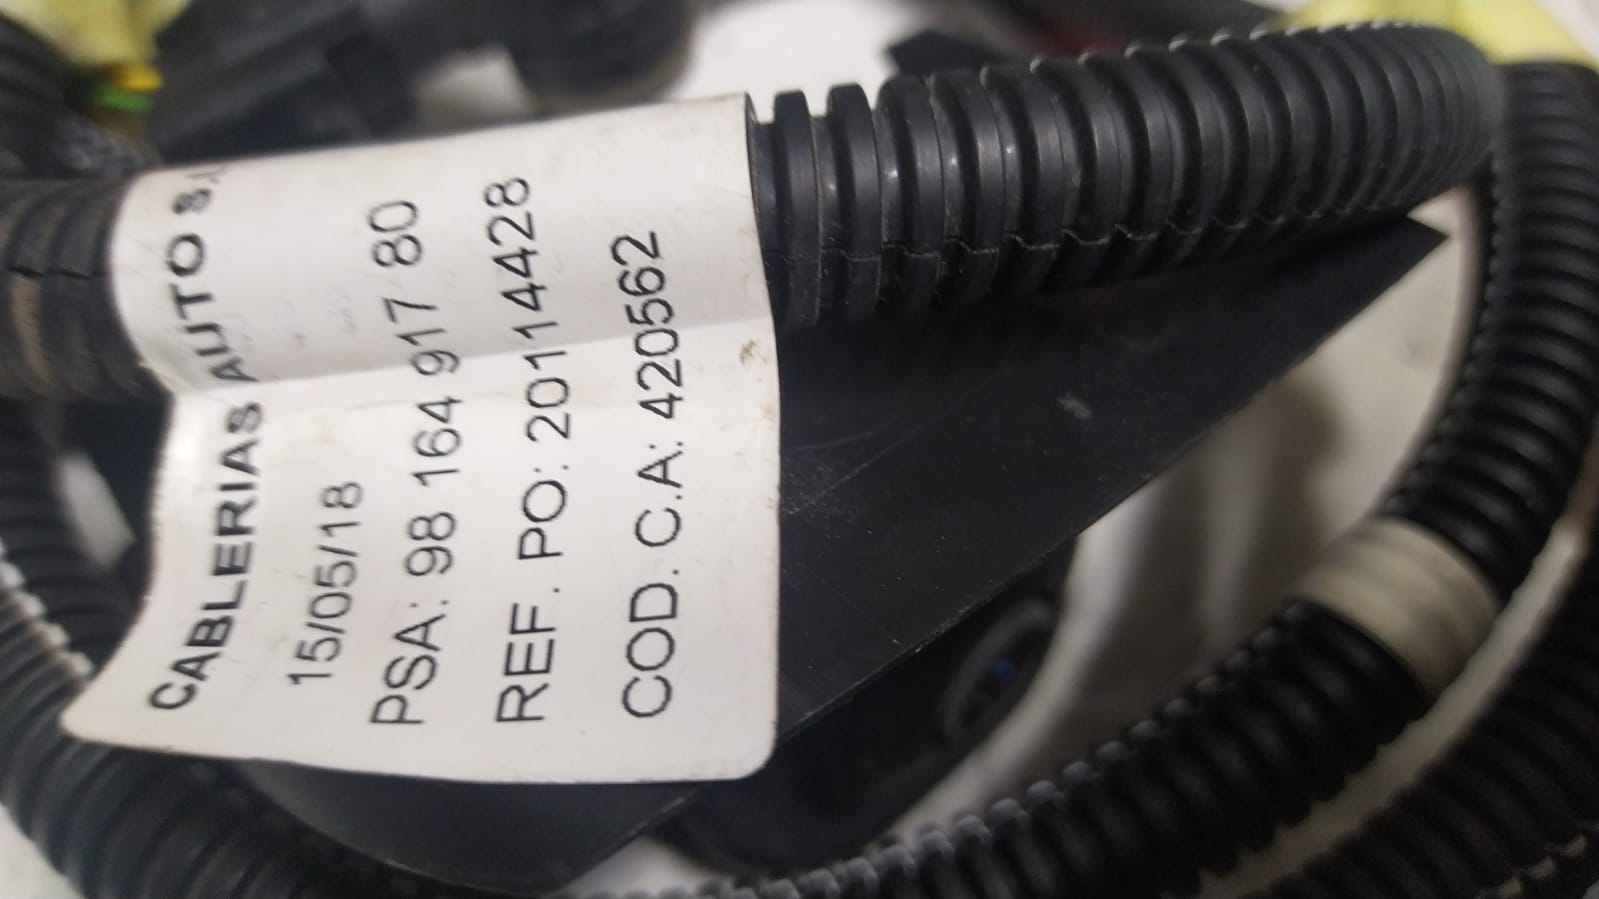 CABLERIAS AUTO S.
15/05/18
PSA: 98 164 917 80
REF. PO: 20114428
COD. C.A: 420562